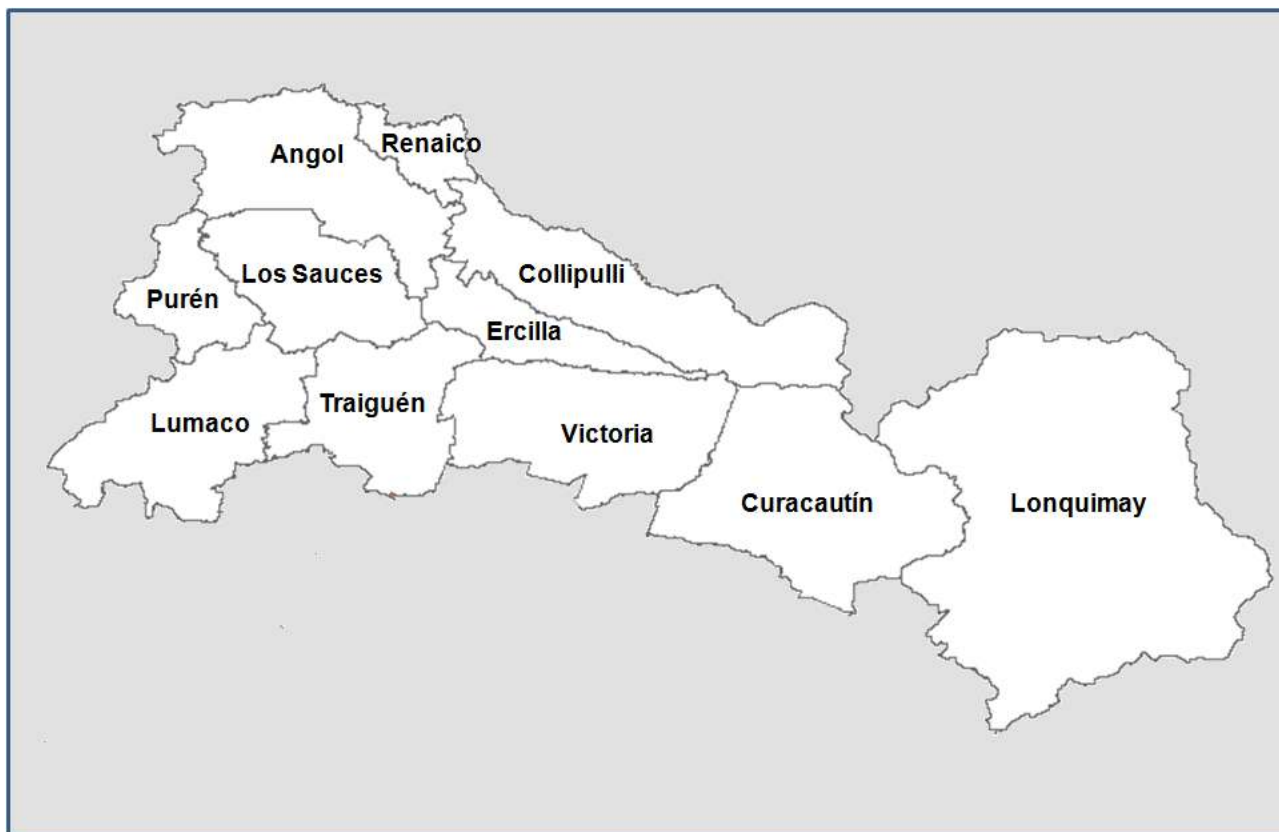 Renaico
Angol
Los Sauces
Collipulli
Purén
Ercilla
Traiguén
Lumaco
Victoria
Curacautín
Lonquimay